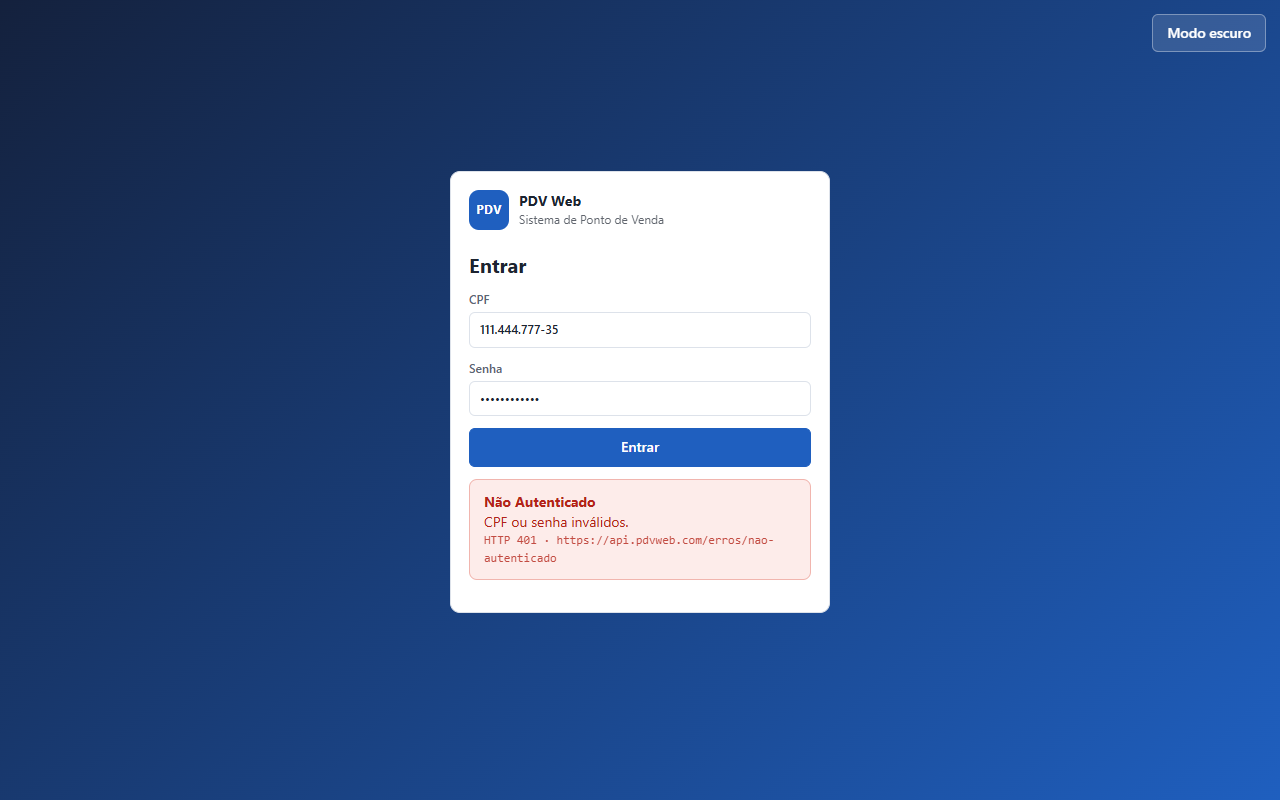 Modo escuro
PDV
PDV Web
Sistema de Ponto de Venda
Entrar
CPF
111.444.777-35
Senha
••••••••••••
Entrar
Não Autenticado
CPF ou senha inválidos.
HTTP 401 · https://api.pdvweb.com/erros/nao-
autenticado